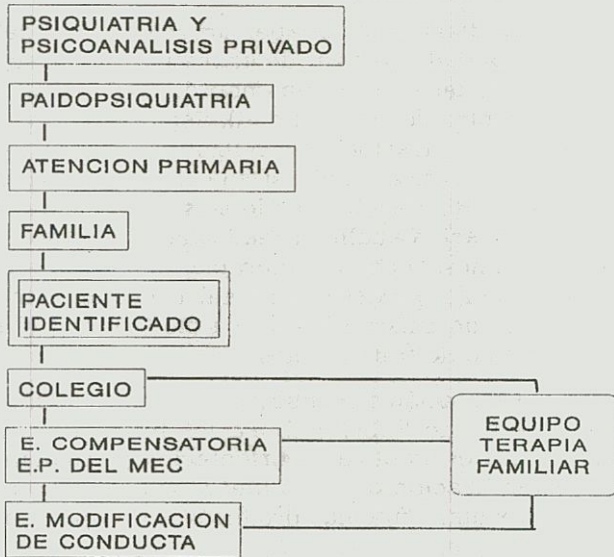 PSIQUIATRIA Y
PSICOANALISIS PRIVADO
PAIDOPSIQUIATRIA
ATENCION PRIMARIA
FAMILIA
PACIENTE
IDENTIFICADO
COLEGIO
E. COMPENSATORIA
E.P. DEL MEC
E. MODIFICACION
DE CONDUCTA
EQUIPO
TERAPIA
FAMILIAR